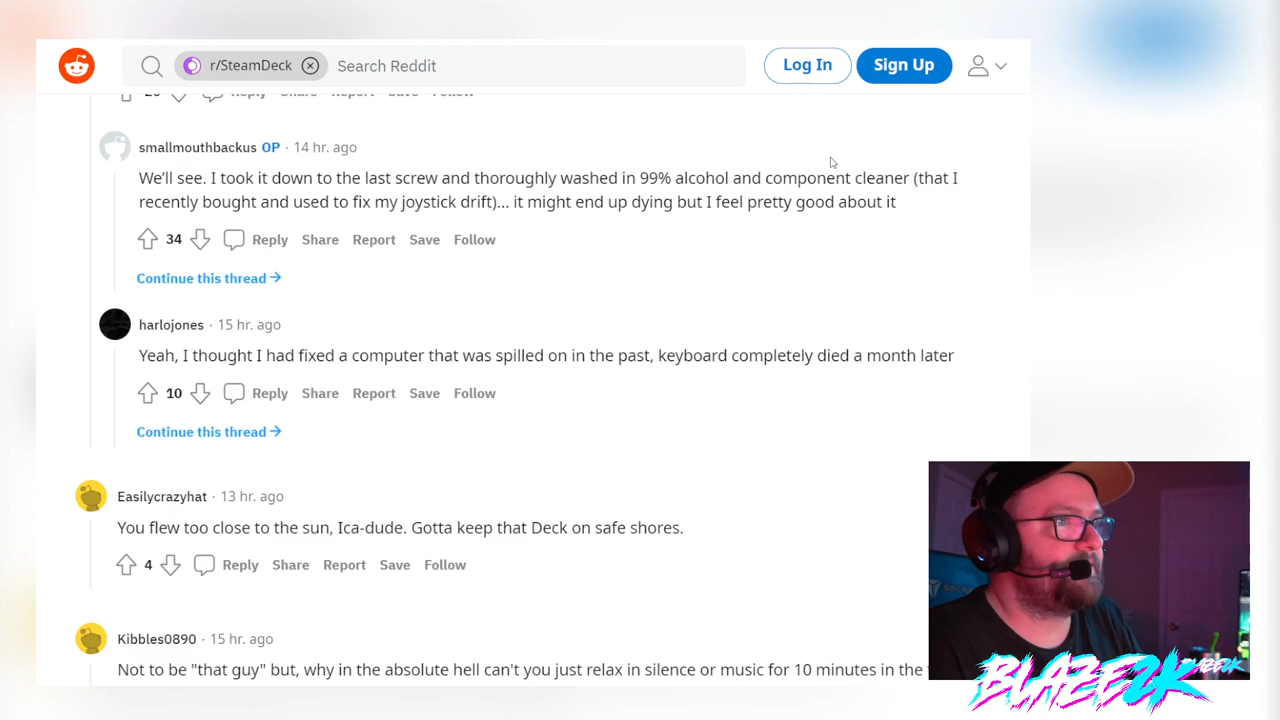 r/SteamDeck
Search Reddit
Log In
Sign Up
Reply Share Report Save Follow
smallmouthbackus OP · 14 hr. ago
We’ll see. I took it down to the last screw and thoroughly washed in 99% alcohol and component cleaner (that I
recently bought and used to fix my joystick drift)... it might end up dying but I feel pretty good about it
34 Reply Share Report Save Follow
Continue this thread →
harlojones · 15 hr. ago
Yeah, I thought I had fixed a computer that was spilled on in the past, keyboard completely died a month later
10 Reply Share Report Save Follow
Continue this thread →
Easilycrazyhat · 13 hr. ago
You flew too close to the sun, Ica-dude. Gotta keep that Deck on safe shores.
4 Reply Share Report Save Follow
Kibbles0890 · 15 hr. ago
Not to be "that guy" but, why in the absolute hell can't you just relax in silence or music for 10 minutes in the
BLAZE2K